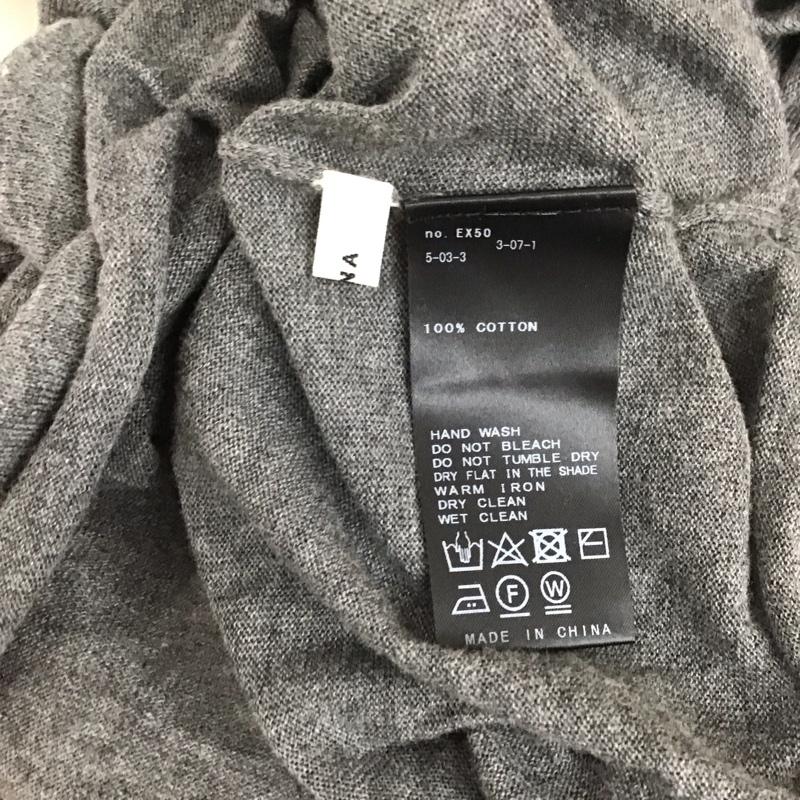 NA
no. EX50
3-07-1
5-03-3
100% COTTON
HAND WASH
DO NOT BLEACH
DO NOT TUMBLE DRY
DRY FLAT IN THE SHADE
WARM IRON
DRY CLEAN
WET CLEAN
F W
MADE IN CHINA